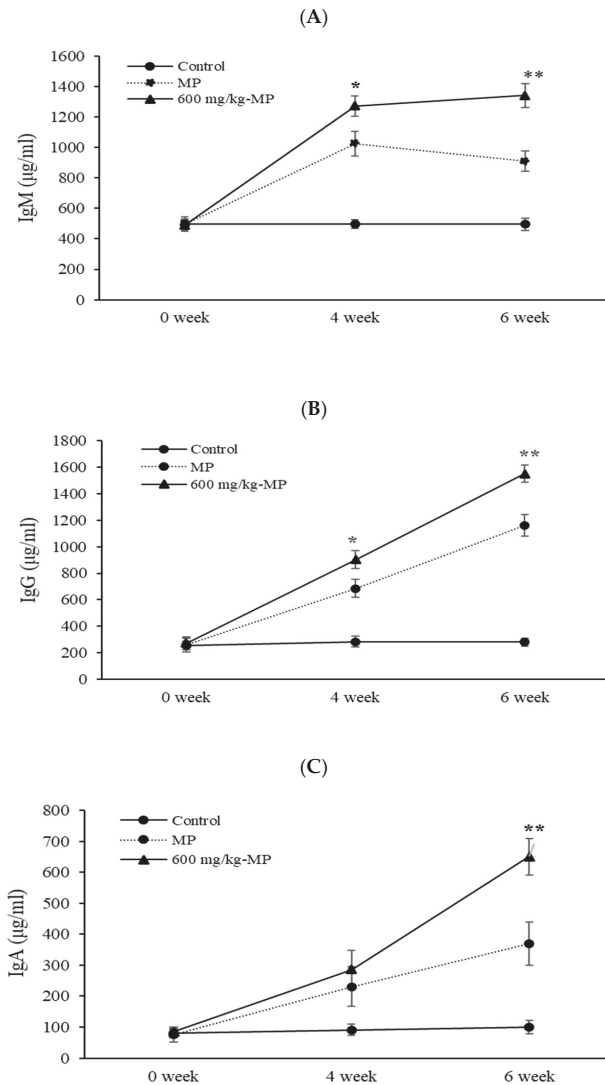 (A)
1600
1400
1200
1000
800
600
400
200
0
IgM (μg/ml)
Control
MP
600 mg/kg-MP
*
**
0 week 4 week 6 week
(B)
1800
1600
1400
1200
1000
800
600
400
200
0
IgG (μg/ml)
Control
MP
600 mg/kg-MP
*
**
0 week 4 week 6 week
(C)
800
700
600
500
400
300
200
100
0
IgA (μg/ml)
Control
MP
600 mg/kg-MP
**
0 week 4 week 6 week